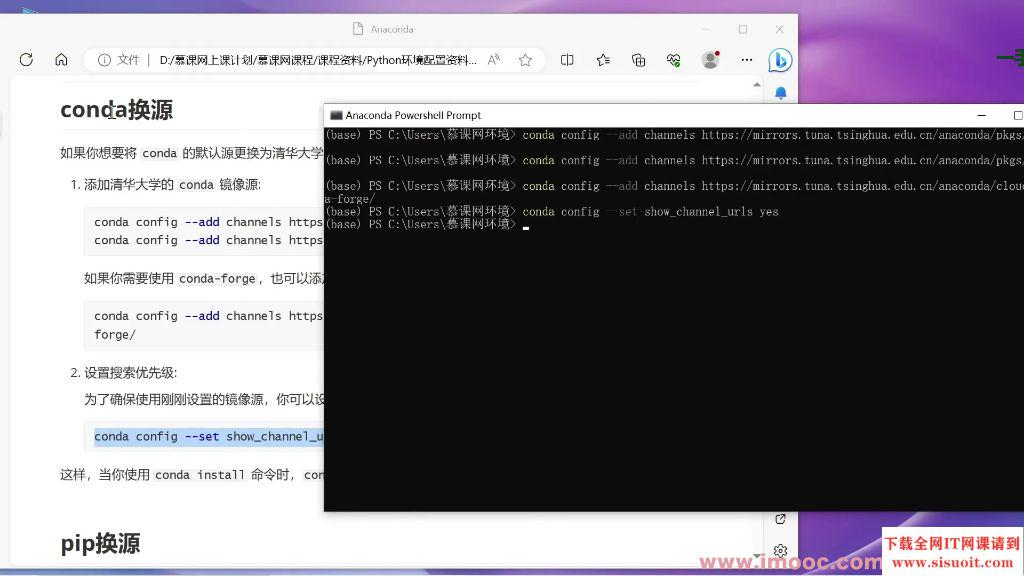 Anaconda
文件
D:/慕课网上课计划/慕课网课程/课程资料/Python环境配置资料...
conda换源
如果你想要将 conda 的默认源更换为清华大学
1. 添加清华大学的 conda 镜像源:
conda config --add channels https
conda config --add channels https
如果你需要使用 conda-forge，也可以添
conda config --add channels https
forge/
2. 设置搜索优先级:
为了确保使用刚刚设置的镜像源，你可以设
conda config --set show_channel_u
这样，当你使用 conda install 命令时，con
pip换源
Anaconda Powershell Prompt
(base) PS C:\Users\慕课网环境> conda config --add channels https://mirrors.tuna.tsinghua.edu.cn/anaconda/pkgs/
(base) PS C:\Users\慕课网环境> conda config --add channels https://mirrors.tuna.tsinghua.edu.cn/anaconda/pkgs/
(base) PS C:\Users\慕课网环境> conda config --add channels https://mirrors.tuna.tsinghua.edu.cn/anaconda/clou
a-forge/
(base) PS C:\Users\慕课网环境> conda config --set show_channel_urls yes
(base) PS C:\Users\慕课网环境>
www.imooc.com
下载全网IT网课请到
www.sisuoit.com